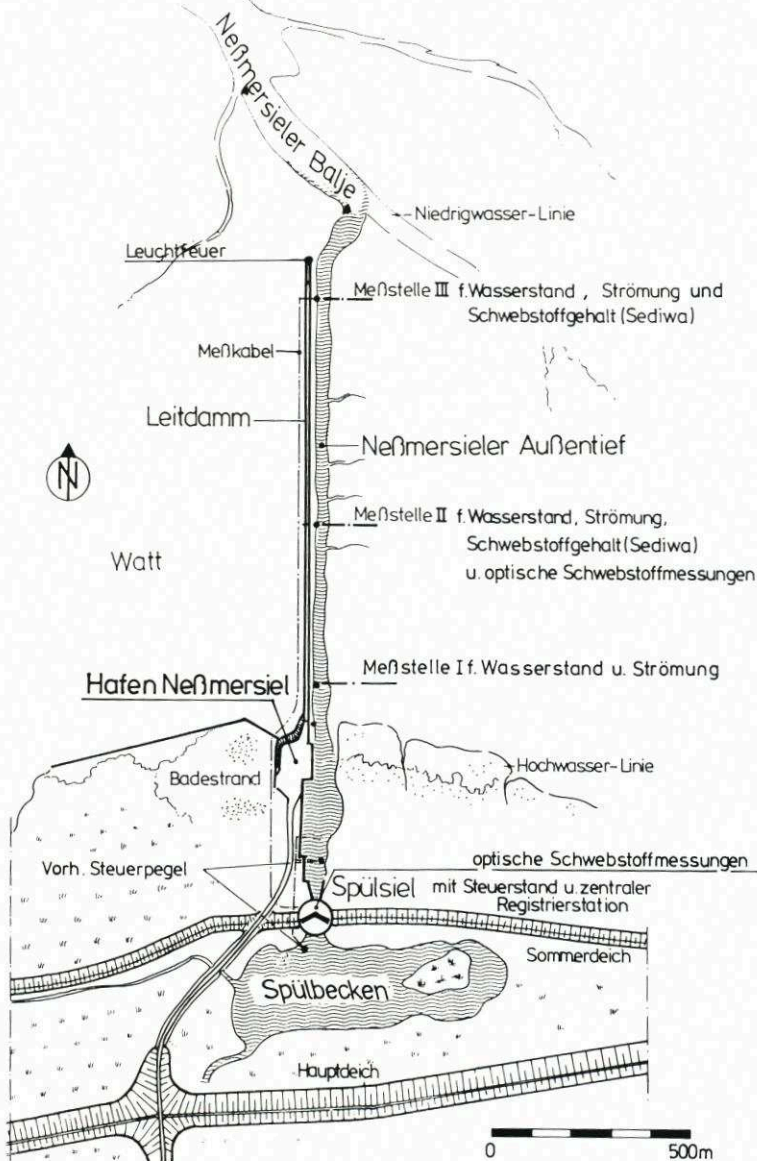 Neßmersieler Balje
Niedrigwasser-Linie
Leuchtfeuer
Meßstelle III f. Wasserstand, Strömung und
Schwebstoffgehalt (Sediwa)
Meßkabel
Leitdamm
Neßmersieler Außentief
N
Meßstelle II f. Wasserstand, Strömung,
Schwebstoffgehalt (Sediwa)
u. optische Schwebstoffmessungen
Watt
Meßstelle I f. Wasserstand u. Strömung
Hafen Neßmersiel
Hochwasser-Linie
Badestrand
optische Schwebstoffmessungen
Vorh. Steuerpegel
Spülsiel mit Steuerstand u. zentraler
Registrierstation
Sommerdeich
Spülbecken
Hauptdeich
0 500m